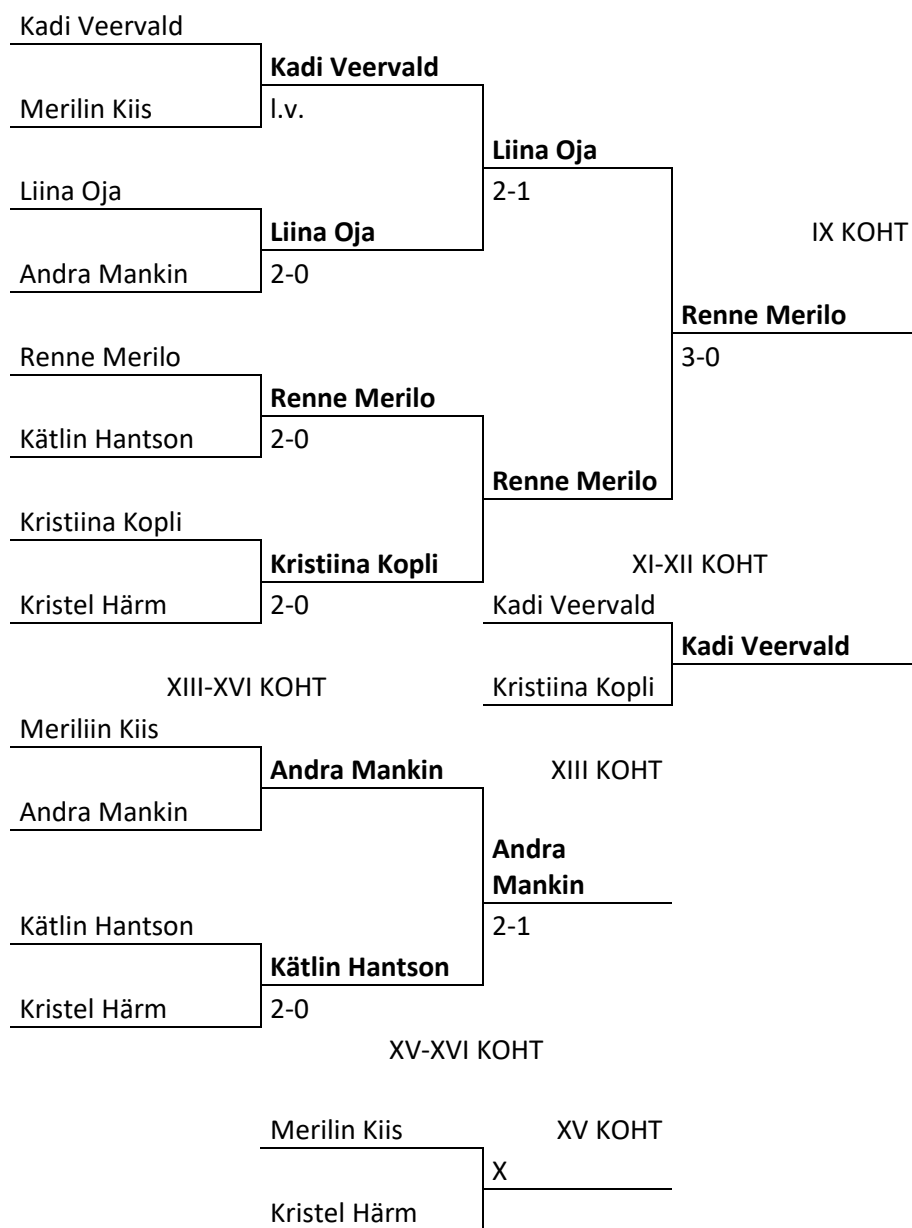 Kadi Veervald
Kadi Veervald
Merilin Kiis
l.v.
Liina Oja
Liina Oja
2-1
Liina Oja
IX KOHT
Andra Mankin
2-0
Renne Merilo
Renne Merilo
3-0
Renne Merilo
Kätlin Hantson
2-0
Renne Merilo
Kristiina Kopli
Kristiina Kopli
XI-XII KOHT
Kristel Härm
2-0
Kadi Veervald
Kadi Veervald
XIII-XVI KOHT
Kristiina Kopli
Meriliin Kiis
Andra Mankin
XIII KOHT
Andra Mankin
Andra
Mankin
Kätlin Hantson
2-1
Kätlin Hantson
Kristel Härm
2-0
XV-XVI KOHT
Merilin Kiis
XV KOHT
X
Kristel Härm